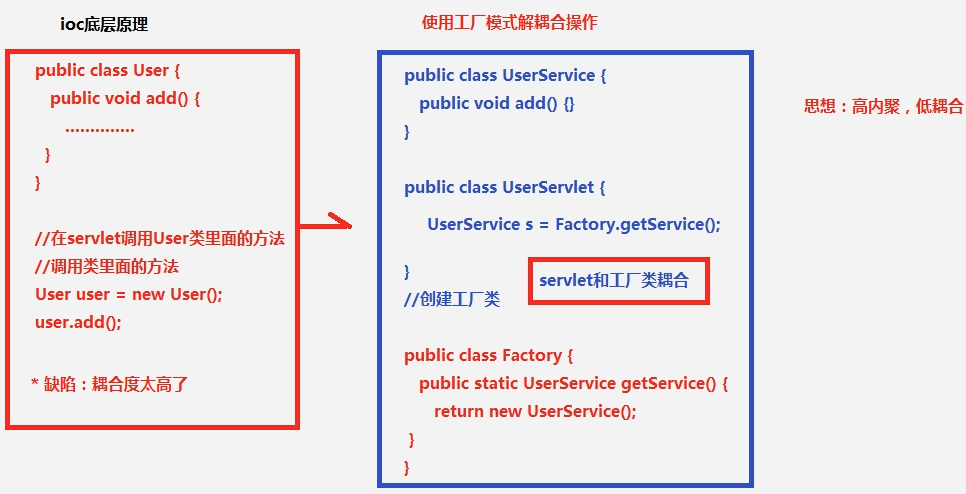 ioc底层原理
public class User {
public void add() {
..............
}
}
//在servlet调用User类里面的方法
//调用类里面的方法
User user = new User();
user.add();
* 缺陷：耦合度太高了
使用工厂模式解耦合操作
public class UserService {
public void add() {}
}
public class UserServlet {
UserService s = Factory.getService();
}
servlet和工厂类耦合
//创建工厂类
public class Factory {
public static UserService getService() {
return new UserService();
}
}
思想：高内聚，低耦合